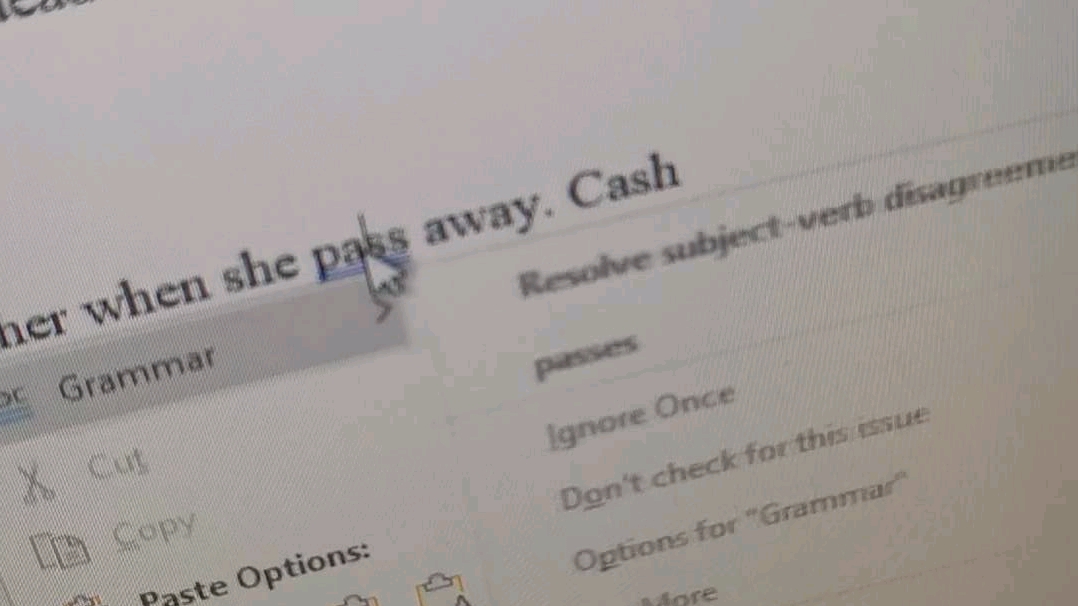 her when she pass away. Cash
Grammar
Cut
Copy
Paste Options:
Resolve subject-verb
passes
Ignore Once
Don't check for this issue
Options for "Grammar"
More